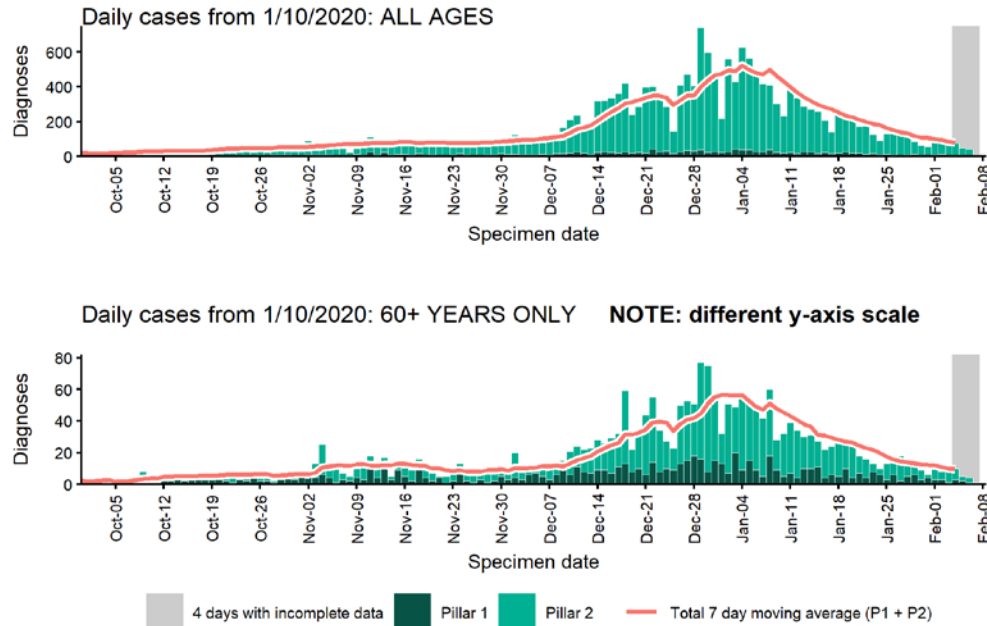 Daily cases from 1/10/2020: ALL AGES
Diagnoses
600
400
200
0
Oct-05 Oct-12 Oct-19 Oct-26 Nov-02 Nov-09 Nov-16 Nov-23 Nov-30 Dec-07 Dec-14 Dec-21 Dec-28 Jan-04 Jan-11 Jan-18 Jan-25 Feb-01 Feb-08
Specimen date
Daily cases from 1/10/2020: 60+ YEARS ONLY NOTE: different y-axis scale
Diagnoses
80
60
40
20
0
Oct-05 Oct-12 Oct-19 Oct-26 Nov-02 Nov-09 Nov-16 Nov-23 Nov-30 Dec-07 Dec-14 Dec-21 Dec-28 Jan-04 Jan-11 Jan-18 Jan-25 Feb-01 Feb-08
Specimen date
4 days with incomplete data Pillar 1 Pillar 2 Total 7 day moving average (P1 + P2)